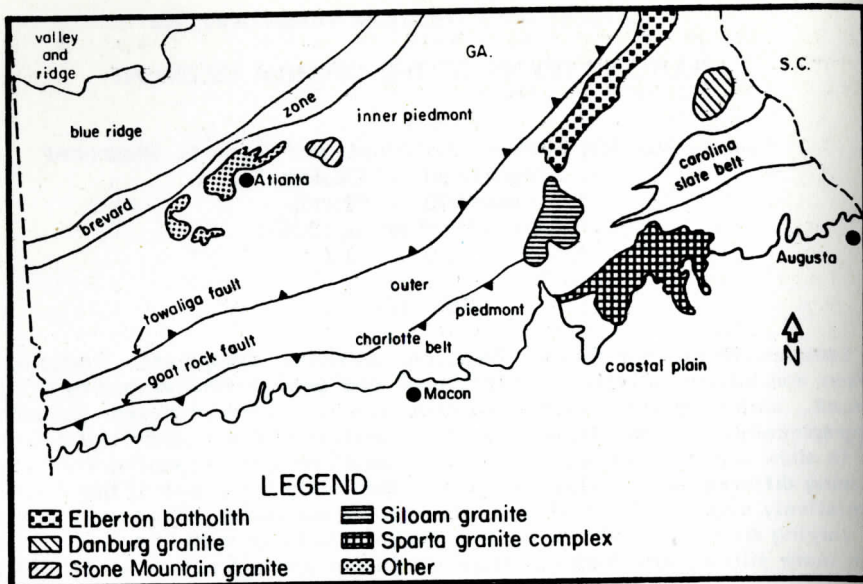 valley
and
ridge
GA.
S.C.
zone
blue ridge
inner piedmont
brevard
Atlanta
carolina
slate belt
Augusta
towaliga fault
outer
piedmont
goat rock fault
charlotte
belt
coastal plain
N
Macon
LEGEND
Elberton batholith
Siloam granite
Danburg granite
Sparta granite complex
Stone Mountain granite
Other